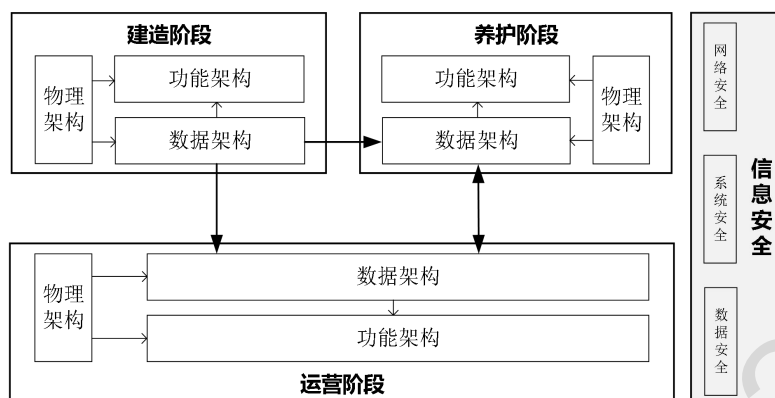 建造阶段
物理
架构
功能架构
数据架构
养护阶段
功能架构
数据架构
物理
架构
物理
架构
数据架构
功能架构
运营阶段
网络安全
系统安全
数据安全
信息安全